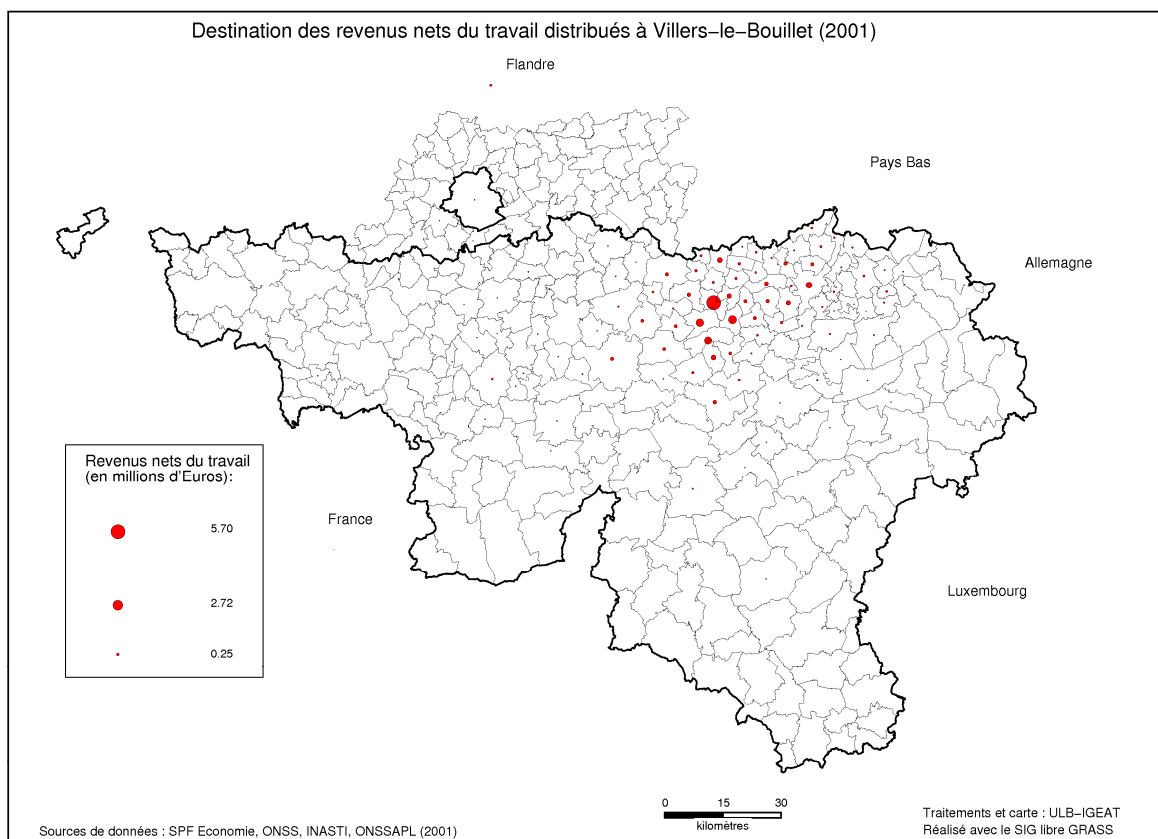 Destination des revenus nets du travail distribués à Villers−le−Bouillet (2001)
Flandre
Pays Bas
Allemagne
Revenus nets du travail
(en millions d'Euros):
5.70
2.72
0.25
France
Luxembourg
0 15 30
kilomètres
Sources de données : SPF Economie, ONSS, INASTI, ONSSAPL (2001)
Traitements et carte : ULB−IGEAT
Réalisé avec le SIG libre GRASS